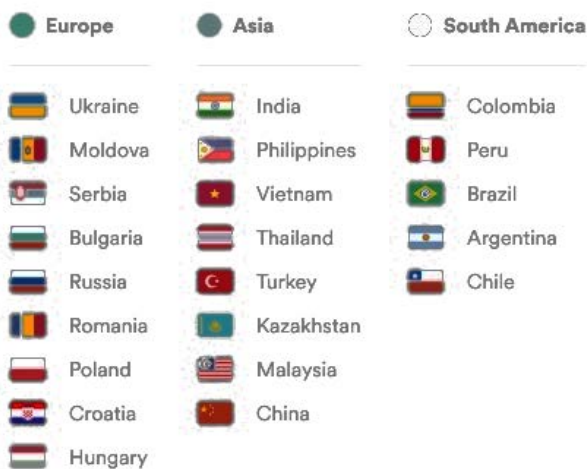 Europe
Ukraine
Moldova
Serbia
Bulgaria
Russia
Romania
Poland
Croatia
Hungary
Asia
India
Philippines
Vietnam
Thailand
Turkey
Kazakhstan
Malaysia
China
South America
Colombia
Peru
Brazil
Argentina
Chile